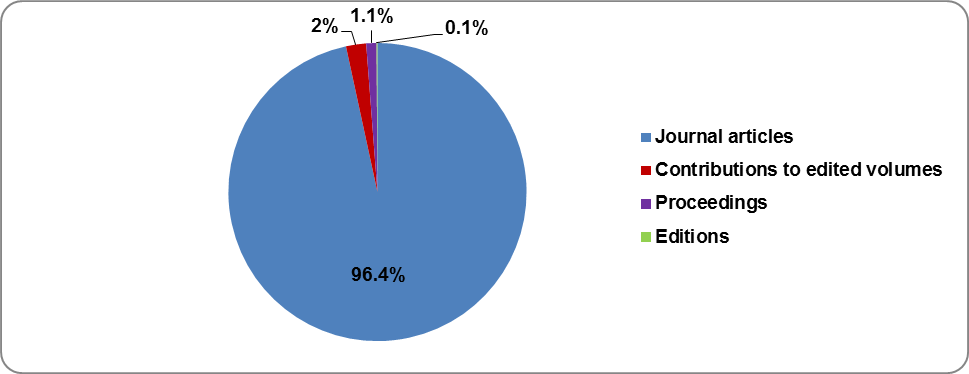 1.1%
2%
0.1%
96.4%
Journal articles
Contributions to edited volumes
Proceedings
Editions